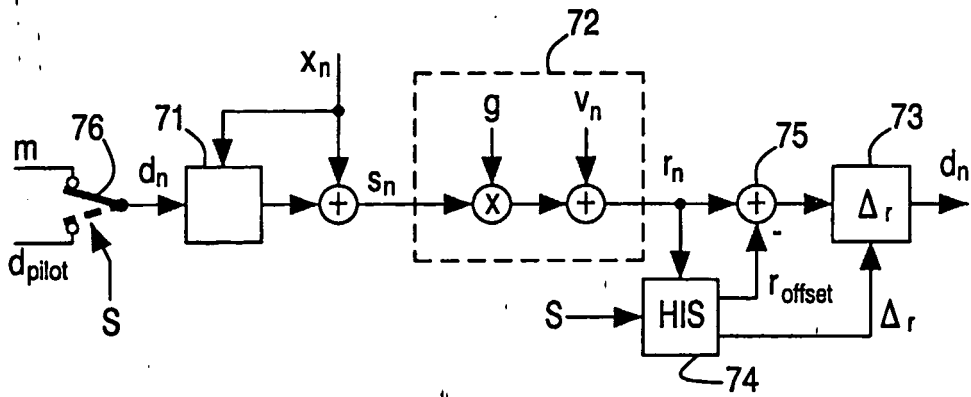 72
x_n
76
71
g
v_n
75
73
m
d_n
s_n
r_n
d_n
+
x
+
+
Δ_r
-
d_pilot
r_offset
S
S
HIS
Δ_r
74